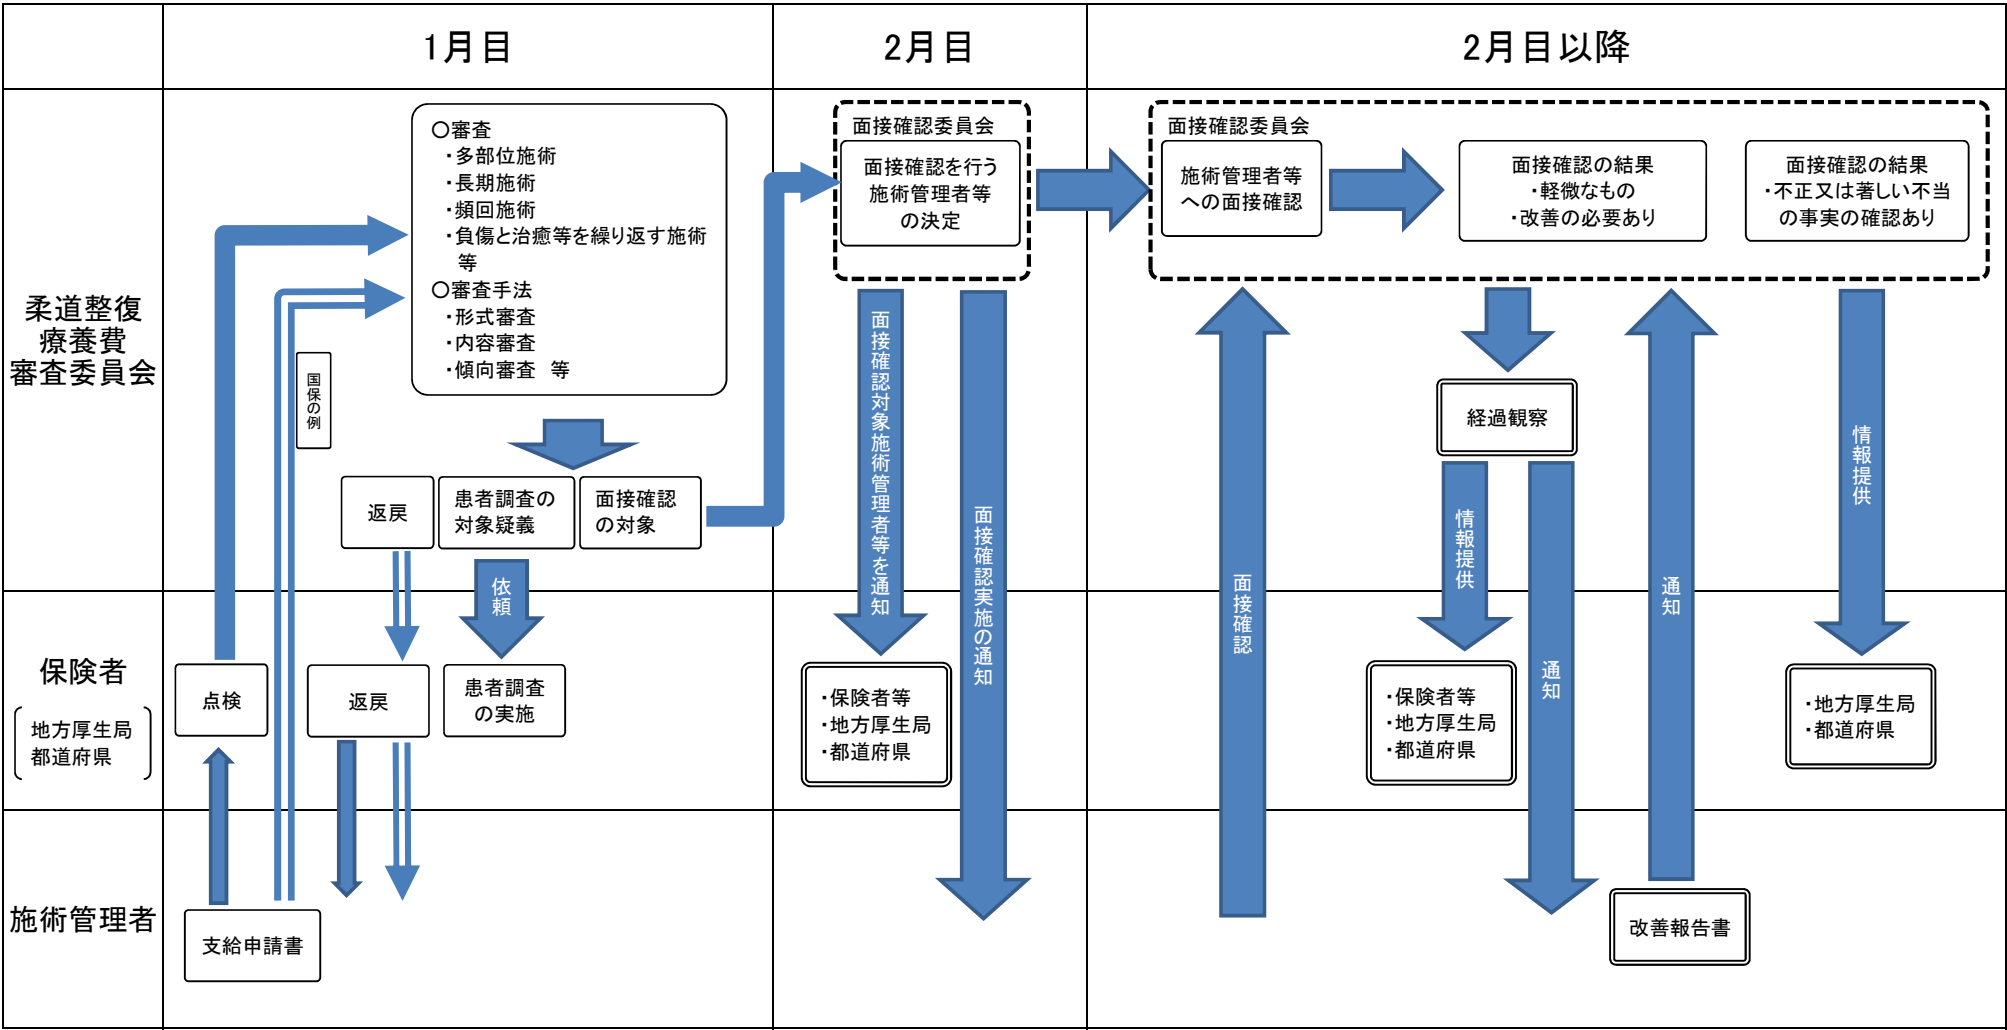 1月目
2月目
2月目以降
柔道整復
療養費
審査委員会
〇審査
・多部位施術
・長期施術
・頻回施術
・負傷と治癒等を繰り返す施術
等
〇審査手法
・形式審査
・内容審査
・傾向審査　等
国保の例
返戻
患者調査の
対象疑義
面接確認
の対象
依頼
面接確認委員会
面接確認を行う
施術管理者等
の決定
面接確認対象施術管理者等を通知
面接確認実施の通知
面接確認委員会
施術管理者等
への面接確認
面接確認の結果
・軽微なもの
・改善の必要あり
面接確認の結果
・不正又は著しい不当
の事実の確認あり
経過観察
情報提供
通知
面接確認
通知
情報提供
保険者
地方厚生局
都道府県
点検
返戻
患者調査
の実施
・保険者等
・地方厚生局
・都道府県
・保険者等
・地方厚生局
・都道府県
・地方厚生局
・都道府県
施術管理者
支給申請書
改善報告書